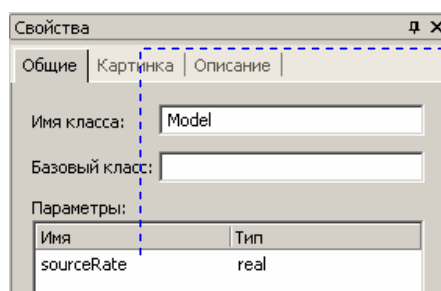 Свойства
Общие Картинка Описание
Имя класса: Model
Базовый класс:
Параметры:
Имя Тип
sourceRate real